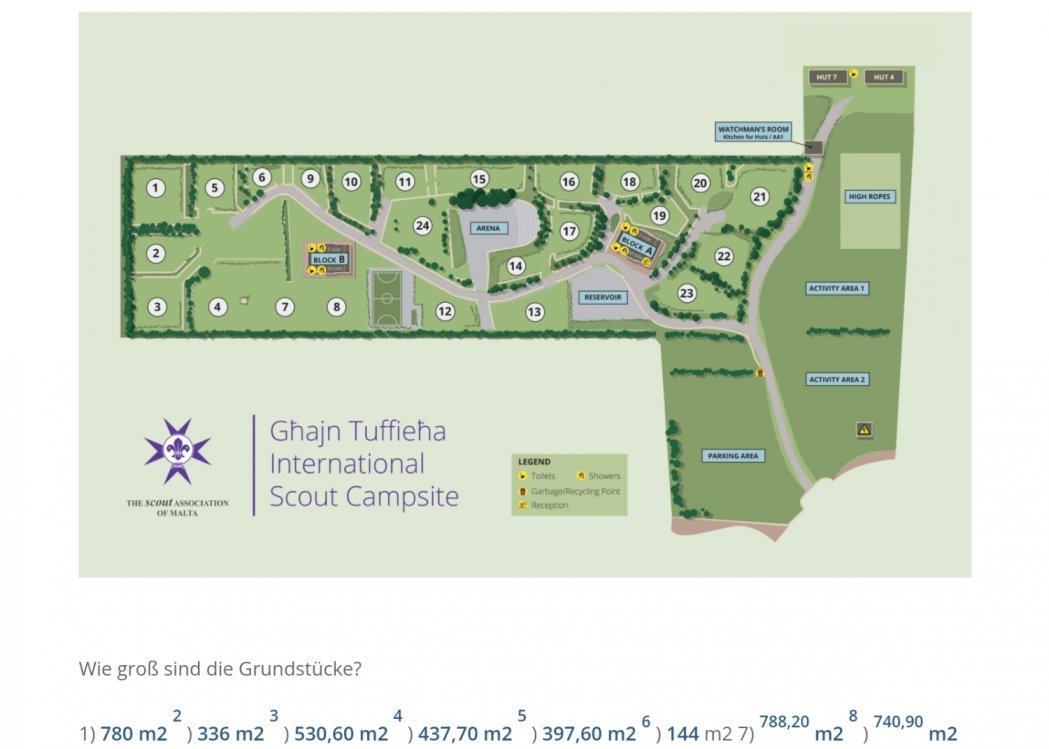 HUT 7
HUT 4
WATCHMAN'S ROOM
Kitchen for Huts / AA1
HIGH ROPES
1
5
6
9
10
11
15
16
18
20
21
24
ARENA
19
17
2
BLOCK B
14
BLOCK A
22
3
4
7
8
12
13
RESERVOIR
23
ACTIVITY AREA 1
ACTIVITY AREA 2
PARKING AREA
THE SCOUT ASSOCIATION
OF MALTA
Għajn Tuffieħa
International
Scout Campsite
LEGEND
Toilets
Showers
Garbage/Recycling Point
Reception
Wie groß sind die Grundstücke?
1) 780 m2 2 ) 336 m2 3 ) 530,60 m2 4 ) 437,70 m2 5 ) 397,60 m2 6 ) 144 m2 7) 788,20 m2 8 ) 740,90 m2